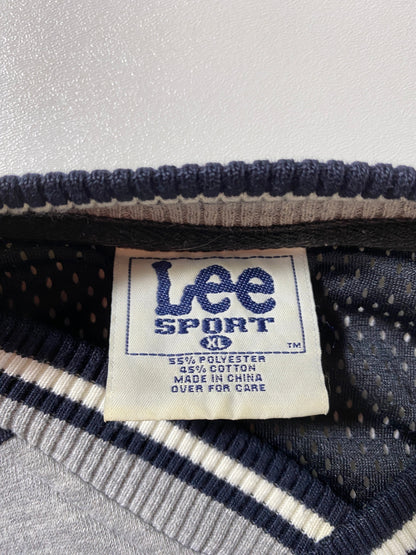 Lee
SPORT
XL ™
55% POLYESTER
45% COTTON
MADE IN CHINA
OVER FOR CARE